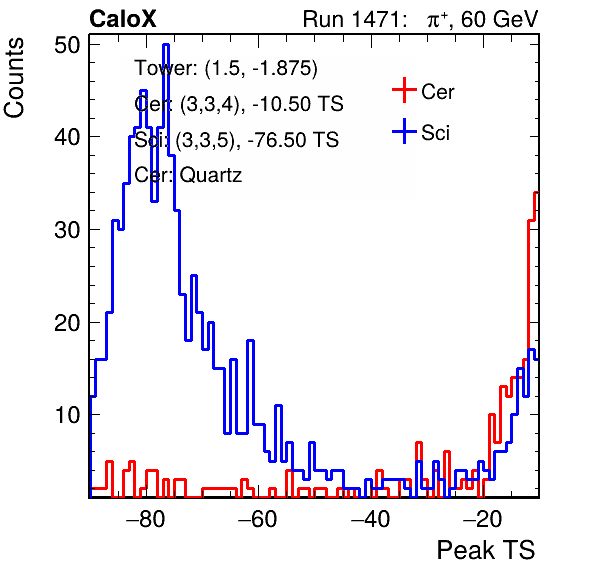 CaloX Run 1471: π⁺, 60 GeV
Counts
50
40
30
20
10
Tower: (1.5, -1.875)
Cer: (3,3,4), -10.50 TS
Sci: (3,3,5), -76.50 TS
Cer: Quartz
Cer
Sci
−80 −60 −40 −20
Peak TS